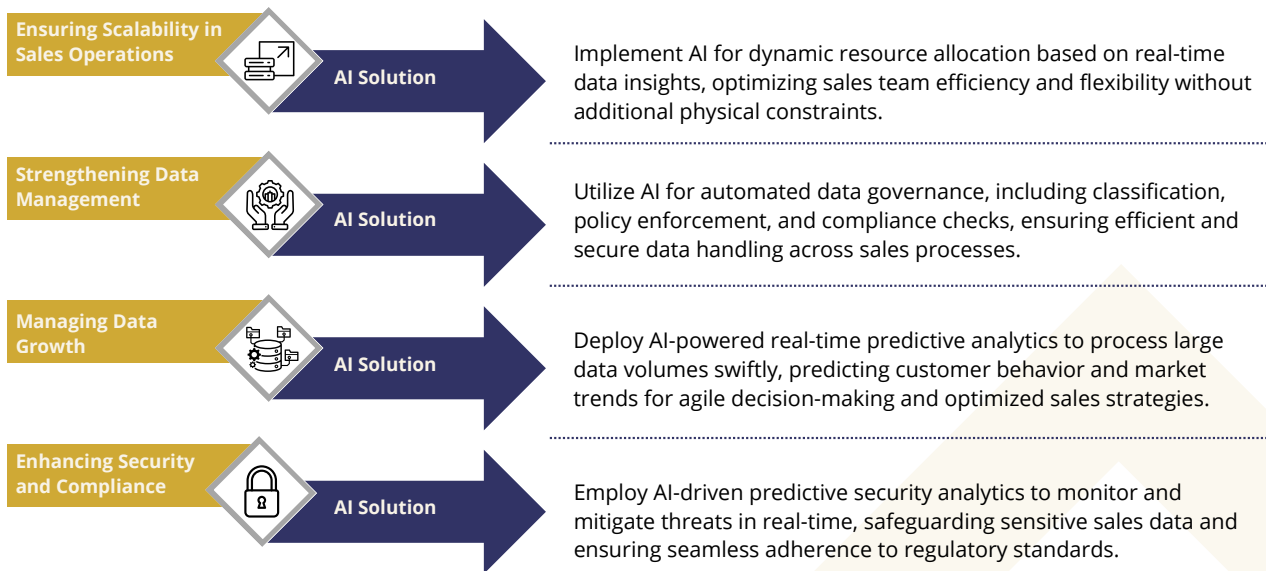 Ensuring Scalability in
Sales Operations
AI Solution
Implement AI for dynamic resource allocation based on real-time
data insights, optimizing sales team efficiency and flexibility without
additional physical constraints.
Strengthening Data
Management
AI Solution
Utilize AI for automated data governance, including classification,
policy enforcement, and compliance checks, ensuring efficient and
secure data handling across sales processes.
Managing Data
Growth
AI Solution
Deploy AI-powered real-time predictive analytics to process large
data volumes swiftly, predicting customer behavior and market
trends for agile decision-making and optimized sales strategies.
Enhancing Security
and Compliance
AI Solution
Employ AI-driven predictive security analytics to monitor and
mitigate threats in real-time, safeguarding sensitive sales data and
ensuring seamless adherence to regulatory standards.